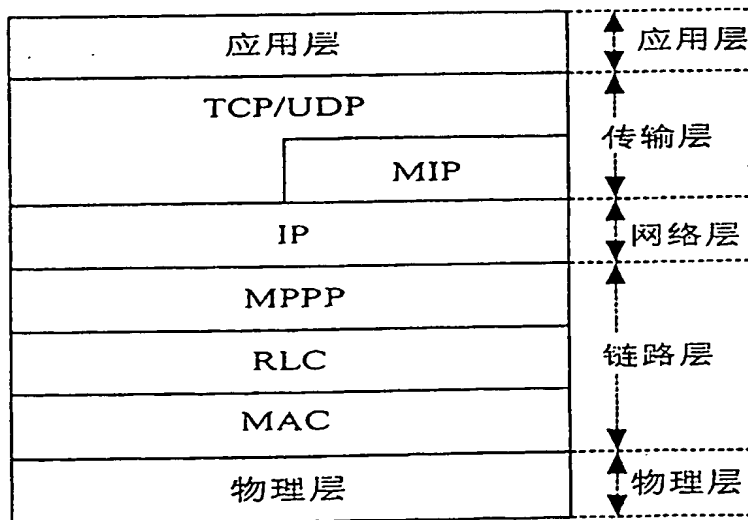 应用层 应用层
TCP/UDP
传输层
MIP
IP 网络层
MPPP
RLC 链路层
MAC
物理层 物理层